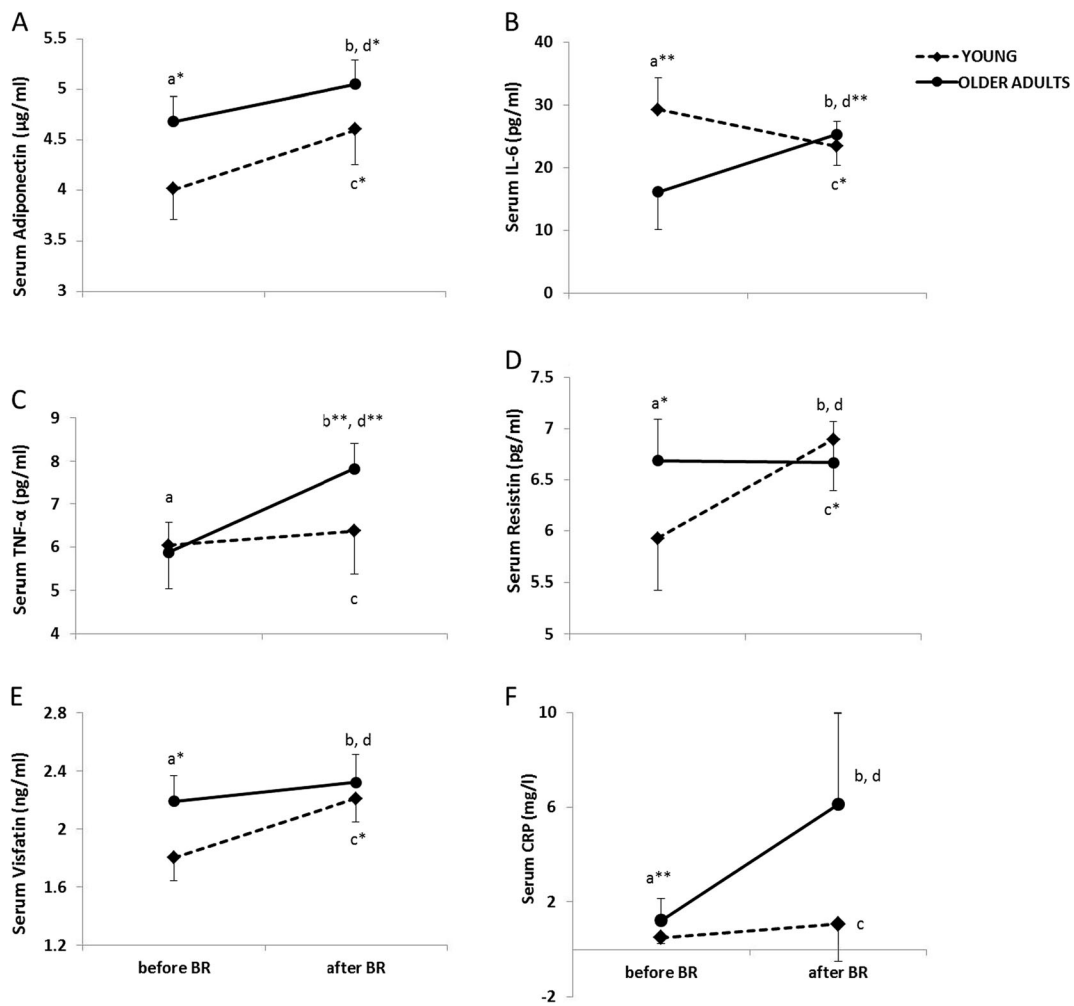 A
Serum Adiponectin (µg/ml)
5.5
5
4.5
4
3.5
3
a*
b, d*
c*
B
Serum IL-6 (pg/ml)
40
30
20
10
0
a**
b, d**
c*
YOUNG
OLDER ADULTS
C
Serum TNF-α (pg/ml)
9
8
7
6
5
4
a
b**, d**
c
D
Serum Resistin (pg/ml)
7.5
7
6.5
6
5.5
5
a*
b, d
c*
E
Serum Visfatin (ng/ml)
2.8
2.4
2
1.6
1.2
a*
b, d
c*
before BR
after BR
F
Serum CRP (mg/l)
10
6
2
-2
a**
b, d
c
before BR
after BR